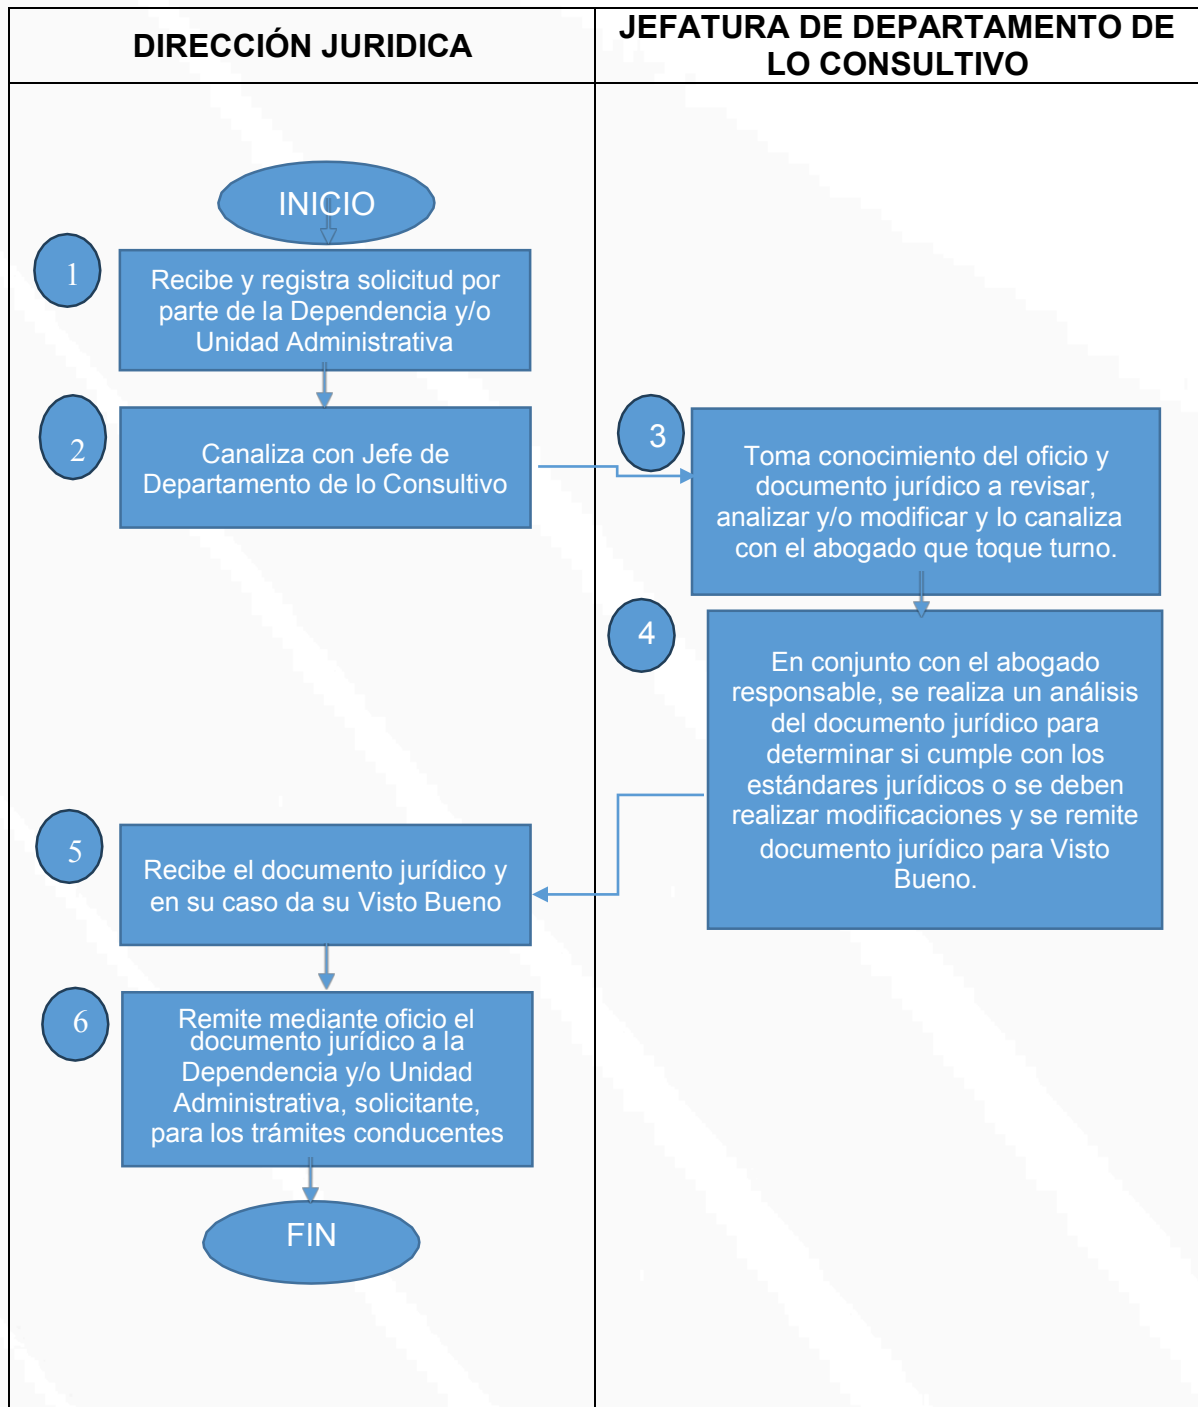 DIRECCIÓN JURIDICA
JEFATURA DE DEPARTAMENTO DE
LO CONSULTIVO
INICIO
1
Recibe y registra solicitud por
parte de la Dependencia y/o
Unidad Administrativa
2
Canaliza con Jefe de
Departamento de lo Consultivo
3
Toma conocimiento del oficio y
documento jurídico a revisar,
analizar y/o modificar y lo canaliza
con el abogado que toque turno.
4
En conjunto con el abogado
responsable, se realiza un análisis
del documento jurídico para
determinar si cumple con los
estándares jurídicos o se deben
realizar modificaciones y se remite
documento jurídico para Visto
Bueno.
5
Recibe el documento jurídico y
en su caso da su Visto Bueno
6
Remite mediante oficio el
documento jurídico a la
Dependencia y/o Unidad
Administrativa, solicitante,
para los trámites conducentes
FIN